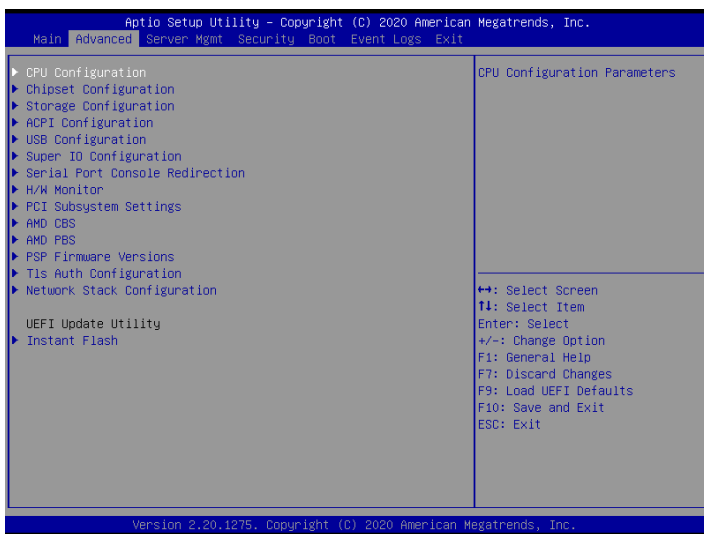 Aptio Setup Utility – Copyright (C) 2020 American Megatrends, Inc.
Main Advanced Server Mgmt Security Boot Event Logs Exit
▶ CPU Configuration
▶ Chipset Configuration
▶ Storage Configuration
▶ ACPI Configuration
▶ USB Configuration
▶ Super IO Configuration
▶ Serial Port Console Redirection
▶ H/W Monitor
▶ PCI Subsystem Settings
▶ AMD CBS
▶ AMD PBS
▶ PSP Firmware Versions
▶ Tls Auth Configuration
▶ Network Stack Configuration
UEFI Update Utility
▶ Instant Flash
CPU Configuration Parameters
↔: Select Screen
↑↓: Select Item
Enter: Select
+/-: Change Option
F1: General Help
F7: Discard Changes
F9: Load UEFI Defaults
F10: Save and Exit
ESC: Exit
Version 2.20.1275. Copyright (C) 2020 American Megatrends, Inc.